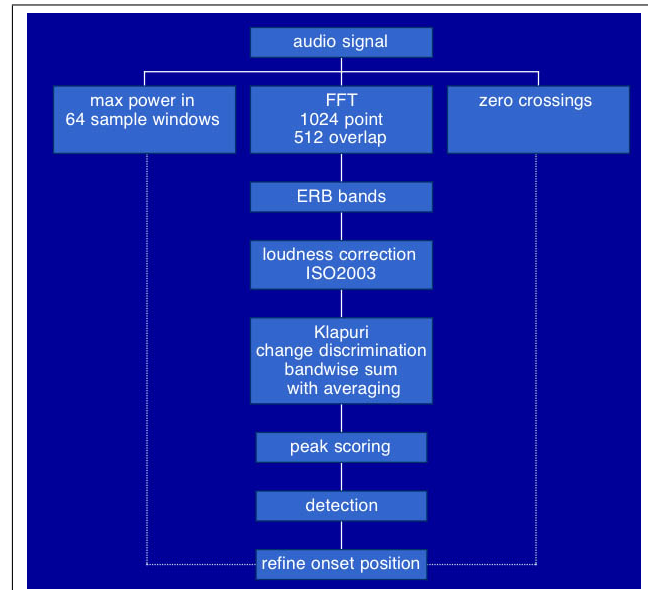 audio signal
max power in
64 sample windows
FFT
1024 point
512 overlap
zero crossings
ERB bands
loudness correction
ISO2003
Klapuri
change discrimination
bandwise sum
with averaging
peak scoring
detection
refine onset position